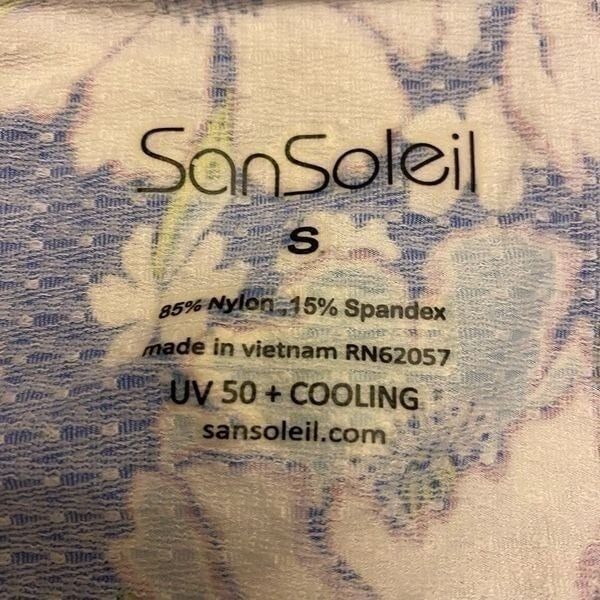 SanSoleil
S
85% Nylon ,15% Spandex
made in vietnam RN62057
UV 50 + COOLING
sansoleil.com